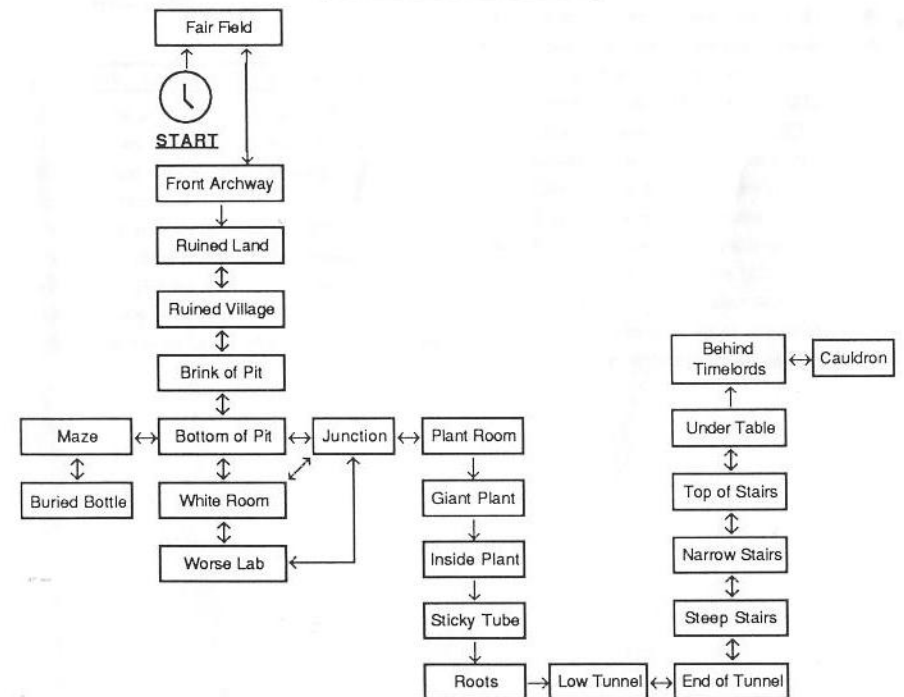 Fair Field
START
Front Archway
Ruined Land
Ruined Village
Brink of Pit
Behind
Timelords
Cauldron
Maze
Bottom of Pit
Junction
Plant Room
Under Table
Buried Bottle
White Room
Giant Plant
Top of Stairs
Worse Lab
Inside Plant
Narrow Stairs
Sticky Tube
Steep Stairs
Roots
Low Tunnel
End of Tunnel